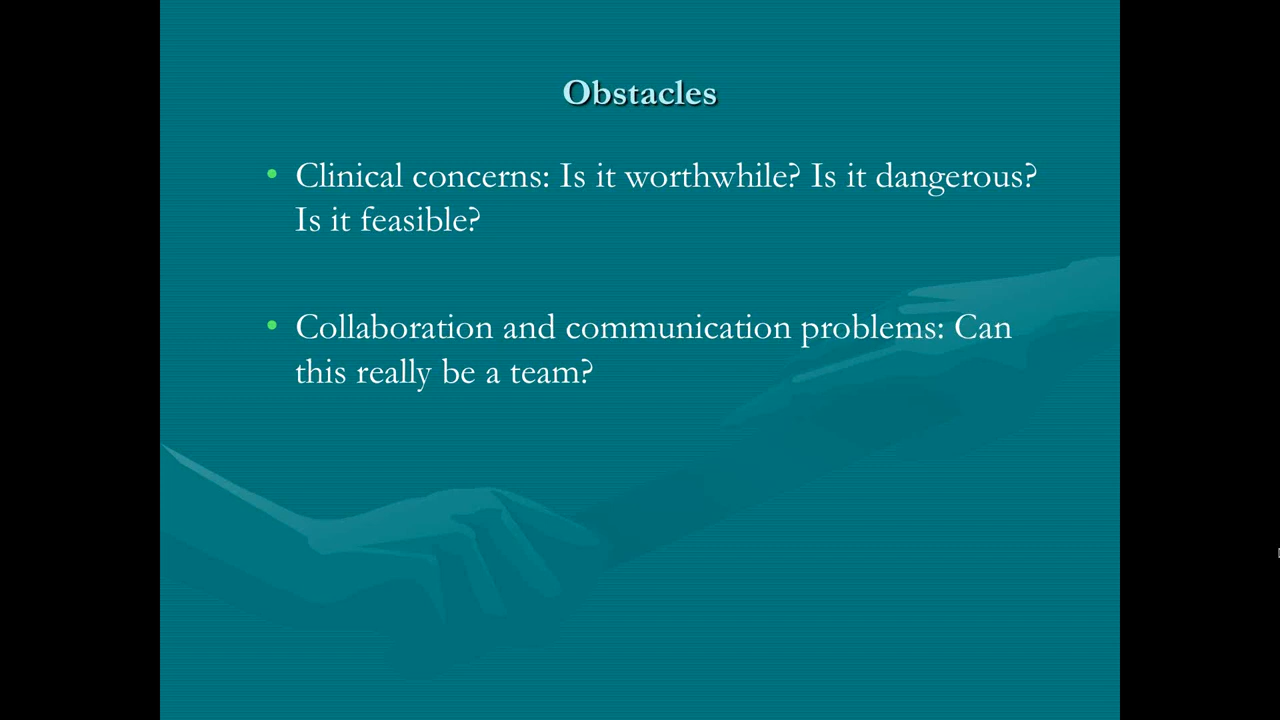 Obstacles
• Clinical concerns: Is it worthwhile? Is it dangerous?
Is it feasible?
• Collaboration and communication problems: Can
this really be a team?